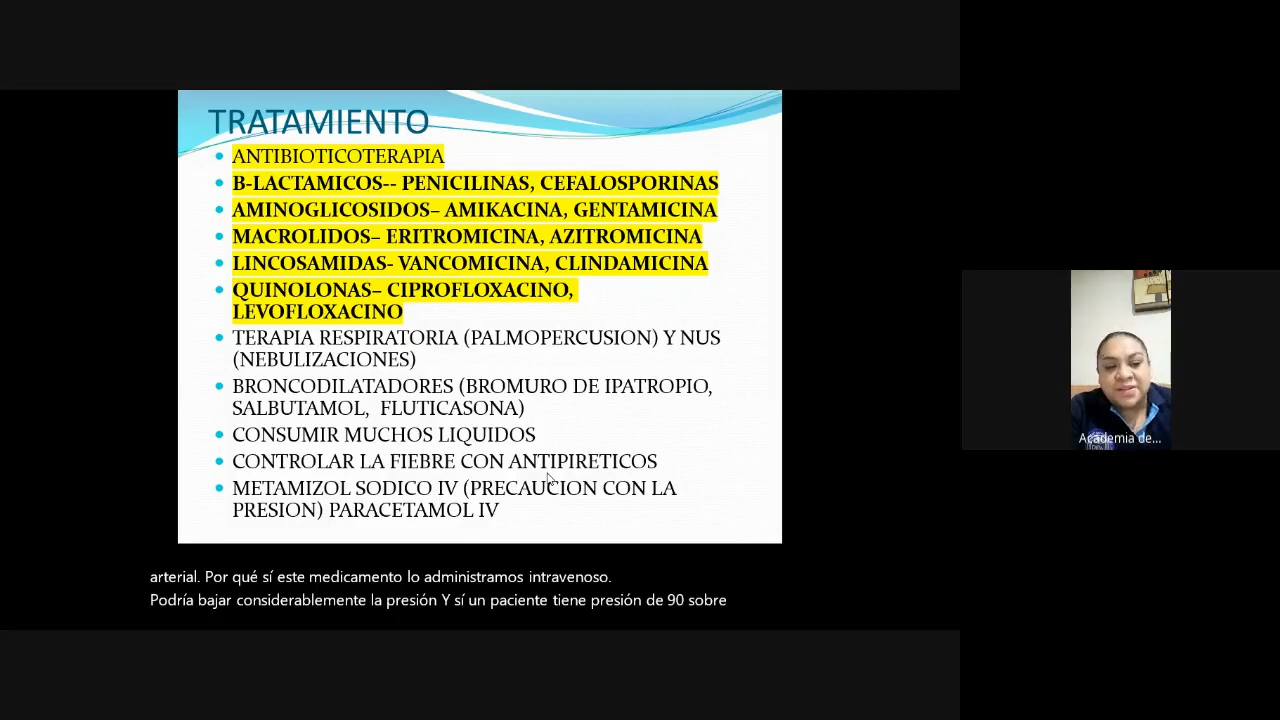 TRATAMIENTO
ANTIBIOTICOTERAPIA
B-LACTAMICOS-- PENICILINAS, CEFALOSPORINAS
AMINOGLICOSIDOS– AMIKACINA, GENTAMICINA
MACROLIDOS– ERITROMICINA, AZITROMICINA
LINCOSAMIDAS- VANCOMICINA, CLINDAMICINA
QUINOLONAS– CIPROFLOXACINO,
LEVOFLOXACINO
TERAPIA RESPIRATORIA (PALMOPERCUSION) Y NUS
(NEBULIZACIONES)
BRONCODILATADORES (BROMURO DE IPATROPIO,
SALBUTAMOL, FLUTICASONA)
CONSUMIR MUCHOS LIQUIDOS
CONTROLAR LA FIEBRE CON ANTIPIRETICOS
METAMIZOL SODICO IV (PRECAUCION CON LA
PRESION) PARACETAMOL IV
arterial. Por qué sí este medicamento lo administramos intravenoso.
Podría bajar considerablemente la presión Y sí un paciente tiene presión de 90 sobre
Academia de...